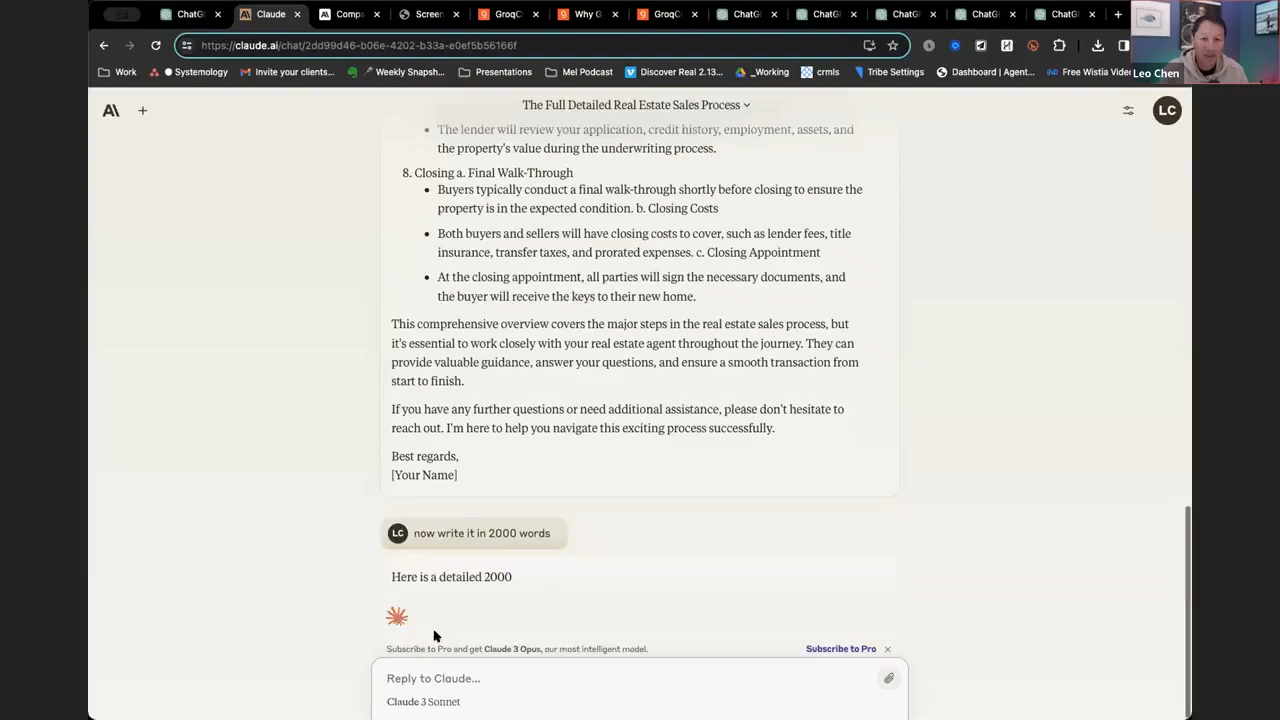 ChatG
Claude
Compa
Screen
GroqC
Why G
GroqC
ChatG
ChatG
ChatG
ChatG
ChatG
https://claude.ai/chat/2dd99d46-b06e-4202-b33a-e0ef5b56166f
Work
Systemology
Invite your clients...
Weekly Snapsh...
Presentations
Mel Podcast
Discover Real 2.13...
_Working
crmls
Tribe Settings
Dashboard | Agent...
Free Wistia Video
Leo Chen
The Full Detailed Real Estate Sales Process
LC
• The lender will review your application, credit history, employment, assets, and
the property's value during the underwriting process.
8. Closing a. Final Walk-Through
• Buyers typically conduct a final walk-through shortly before closing to ensure the
property is in the expected condition. b. Closing Costs
• Both buyers and sellers will have closing costs to cover, such as lender fees, title
insurance, transfer taxes, and prorated expenses. c. Closing Appointment
• At the closing appointment, all parties will sign the necessary documents, and
the buyer will receive the keys to their new home.
This comprehensive overview covers the major steps in the real estate sales process, but
it's essential to work closely with your real estate agent throughout the journey. They can
provide valuable guidance, answer your questions, and ensure a smooth transaction from
start to finish.
If you have any further questions or need additional assistance, please don't hesitate to
reach out. I'm here to help you navigate this exciting process successfully.
Best regards,
[Your Name]
LC now write it in 2000 words
Here is a detailed 2000
Subscribe to Pro and get Claude 3 Opus, our most intelligent model.
Subscribe to Pro
Reply to Claude...
Claude 3 Sonnet